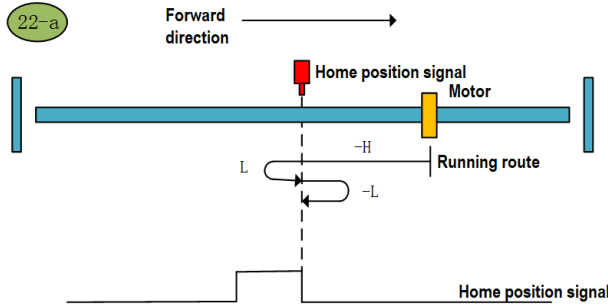 22-a
Forward
direction
Home position signal
Motor
-H
L
Running route
-L
Home position signal